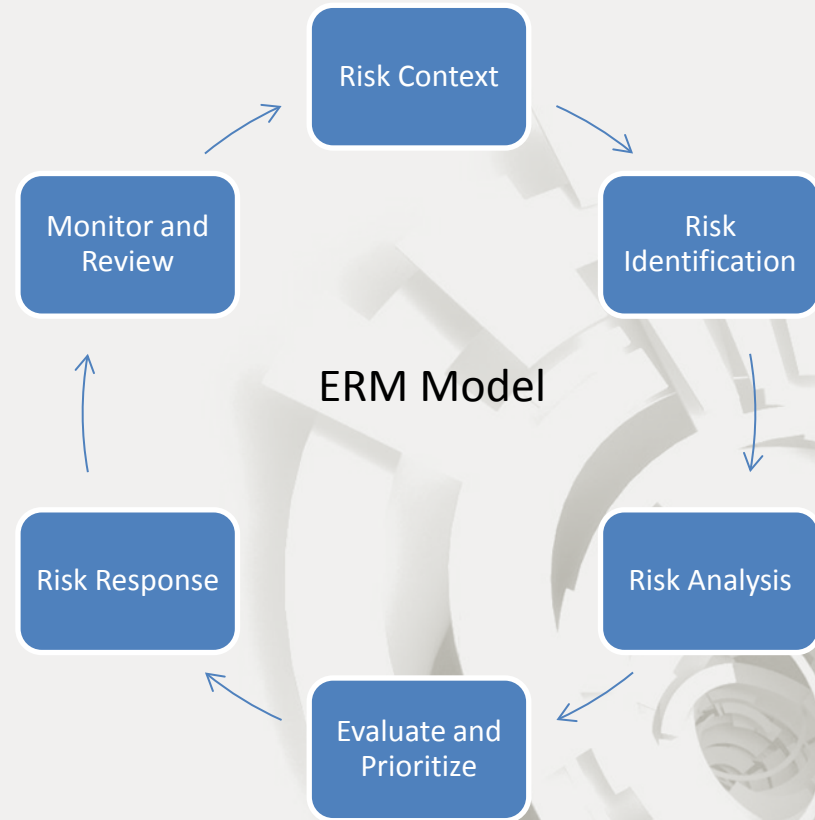 Risk Context
Risk
Identification
Risk Analysis
Evaluate and
Prioritize
Risk Response
Monitor and
Review
ERM Model